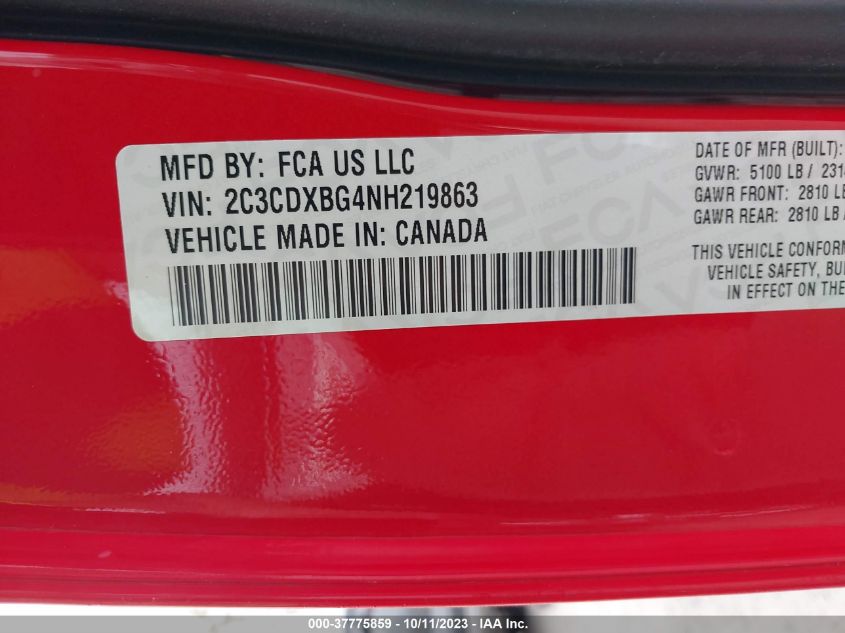 MFD BY: FCA US LLC
VIN: 2C3CDXBG4NH219863
VEHICLE MADE IN: CANADA
DATE OF MFR (BUILT):
GVWR: 5100 LB / 231
GAWR FRONT: 2810 LB
GAWR REAR: 2810 LB /
THIS VEHICLE CONFORM
VEHICLE SAFETY, BU
IN EFFECT ON THE
000-37775859 - 10/11/2023 - IAA Inc.